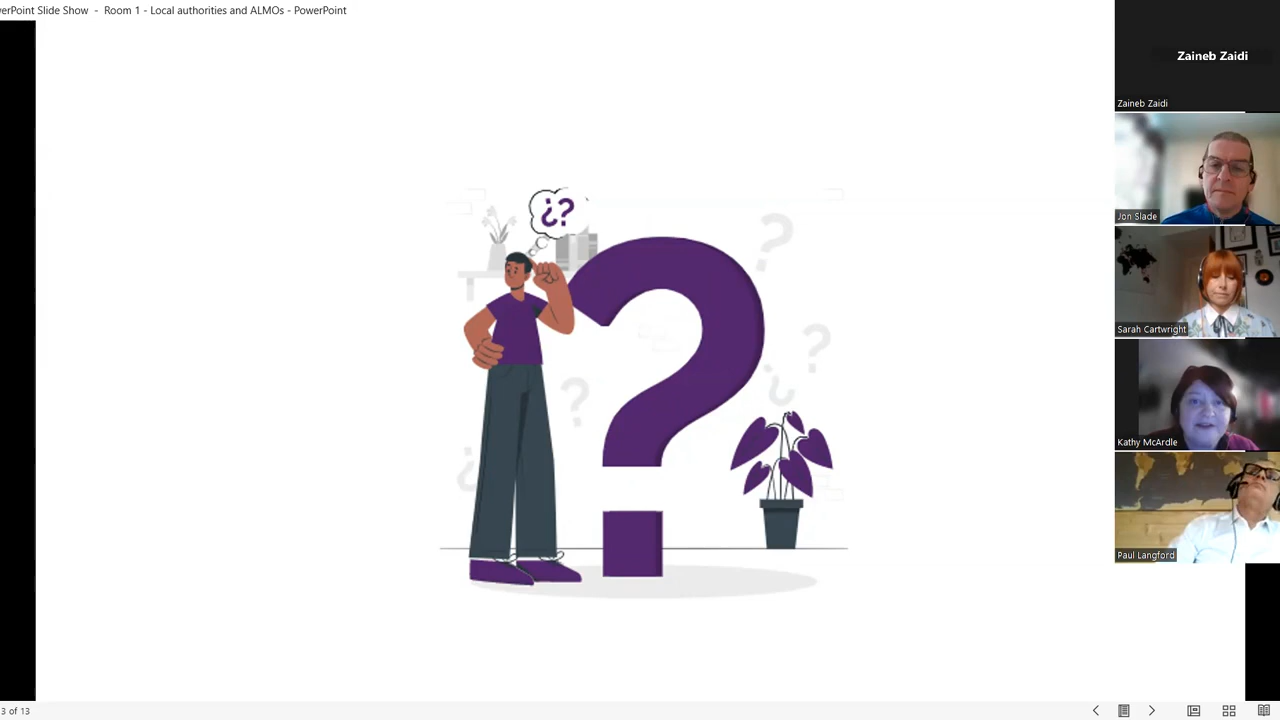 werPoint Slide Show - Room 1 - Local authorities and ALMOs - PowerPoint
Zaineb Zaidi
Zaineb Zaidi
Jon Slade
¿?
?
Sarah Cartwright
?
?
?
¿
¿
Kathy McArdle
Paul Langford
3 of 13